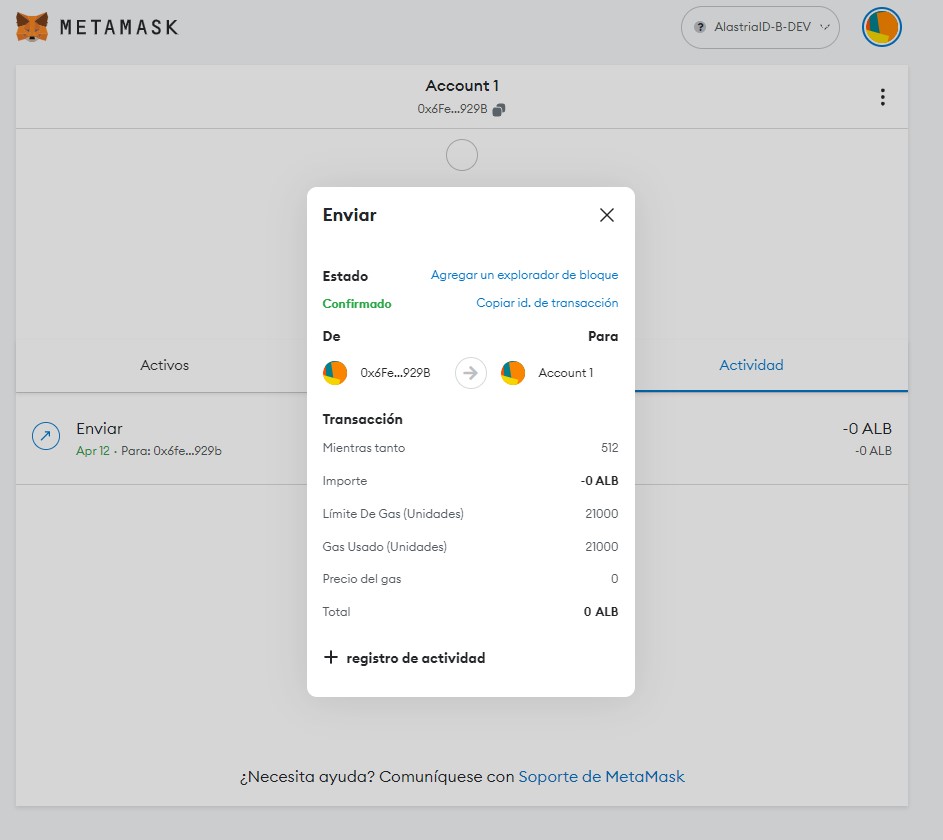 METAMASK
? AlastriaID-B-DEV
Account 1
0x6Fe...929B
Enviar
Estado
Agregar un explorador de bloque
Confirmado
Copiar id. de transacción
De
Para
0x6Fe...929B
Account 1
Transacción
Mientras tanto 512
Importe -0 ALB
Límite De Gas (Unidades) 21000
Gas Usado (Unidades) 21000
Precio del gas 0
Total 0 ALB
+ registro de actividad
Activos
Actividad
Enviar
-0 ALB
Apr 12 · Para: 0x6fe...929b
-0 ALB
¿Necesita ayuda? Comuníquese con Soporte de MetaMask